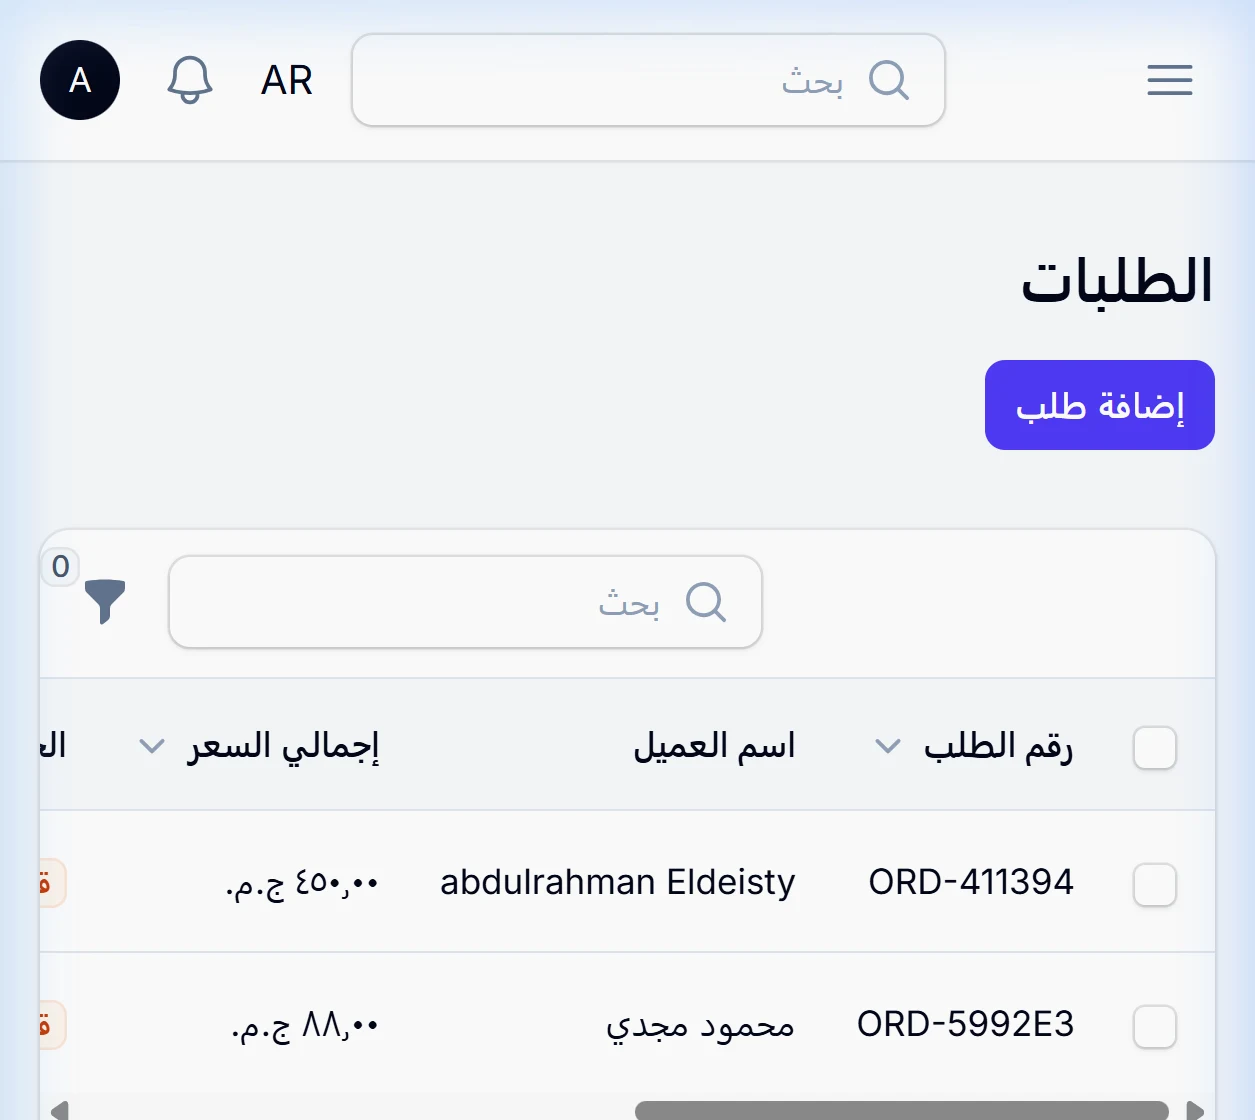 بحث AR A
الطلبات
إضافة طلب
بحث 0
رقم الطلب اسم العميل إجمالي السعر
ORD-411394 abdulrahman Eldeisty ٤٥٠٫٠٠ ج.م.
ORD-5992E3 محمود مجدي ٨٨٫٠٠ ج.م.